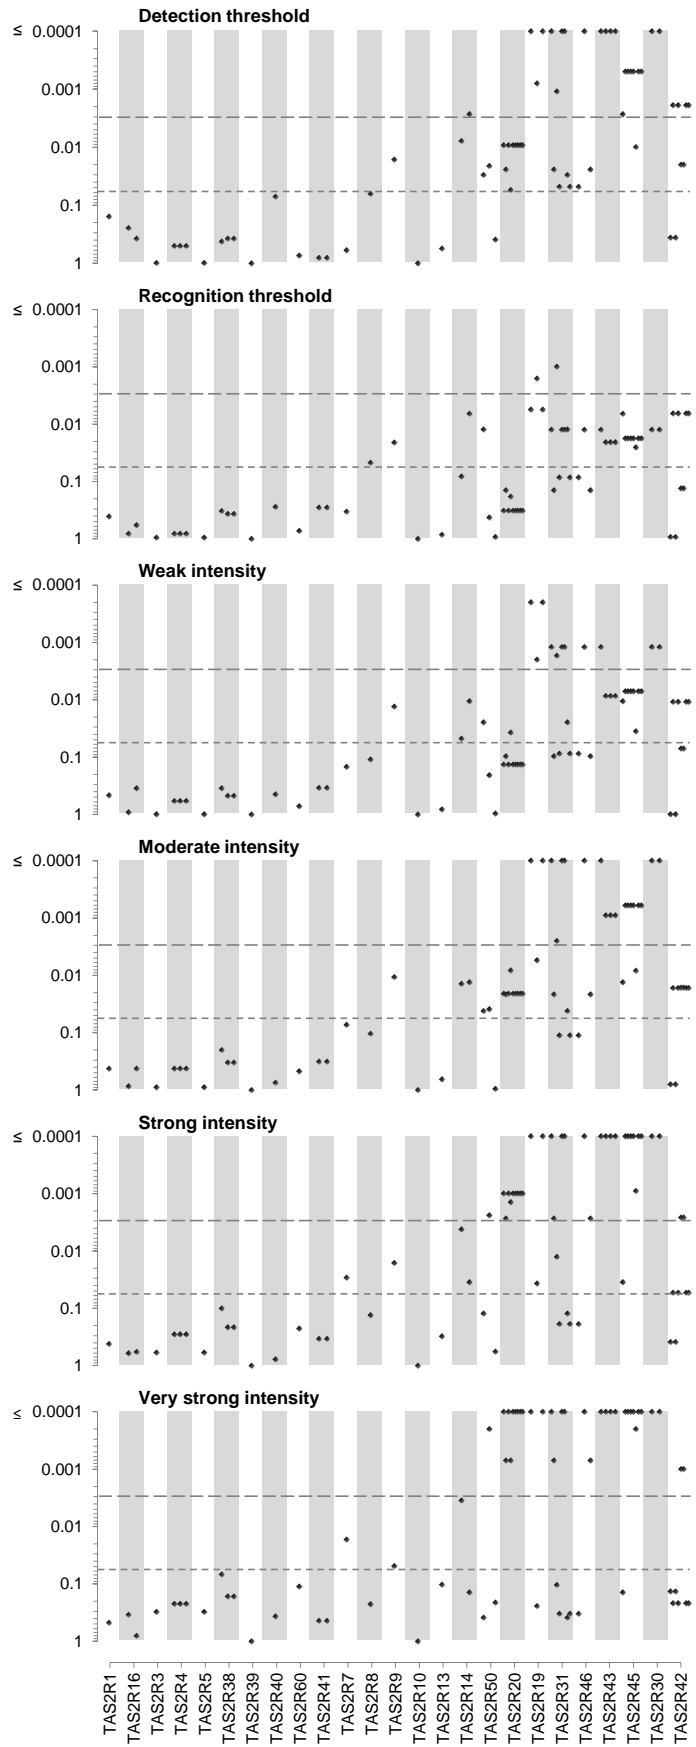 Detection threshold
≤ 0.0001
0.001
0.01
0.1
1
Recognition threshold
≤ 0.0001
0.001
0.01
0.1
1
Weak intensity
≤ 0.0001
0.001
0.01
0.1
1
Moderate intensity
≤ 0.0001
0.001
0.01
0.1
1
Strong intensity
≤ 0.0001
0.001
0.01
0.1
1
Very strong intensity
≤ 0.0001
0.001
0.01
0.1
1
TAS2R1
TAS2R16
TAS2R3
TAS2R4
TAS2R5
TAS2R38
TAS2R39
TAS2R40
TAS2R60
TAS2R41
TAS2R7
TAS2R8
TAS2R9
TAS2R10
TAS2R13
TAS2R14
TAS2R50
TAS2R20
TAS2R19
TAS2R31
TAS2R46
TAS2R43
TAS2R45
TAS2R30
TAS2R42